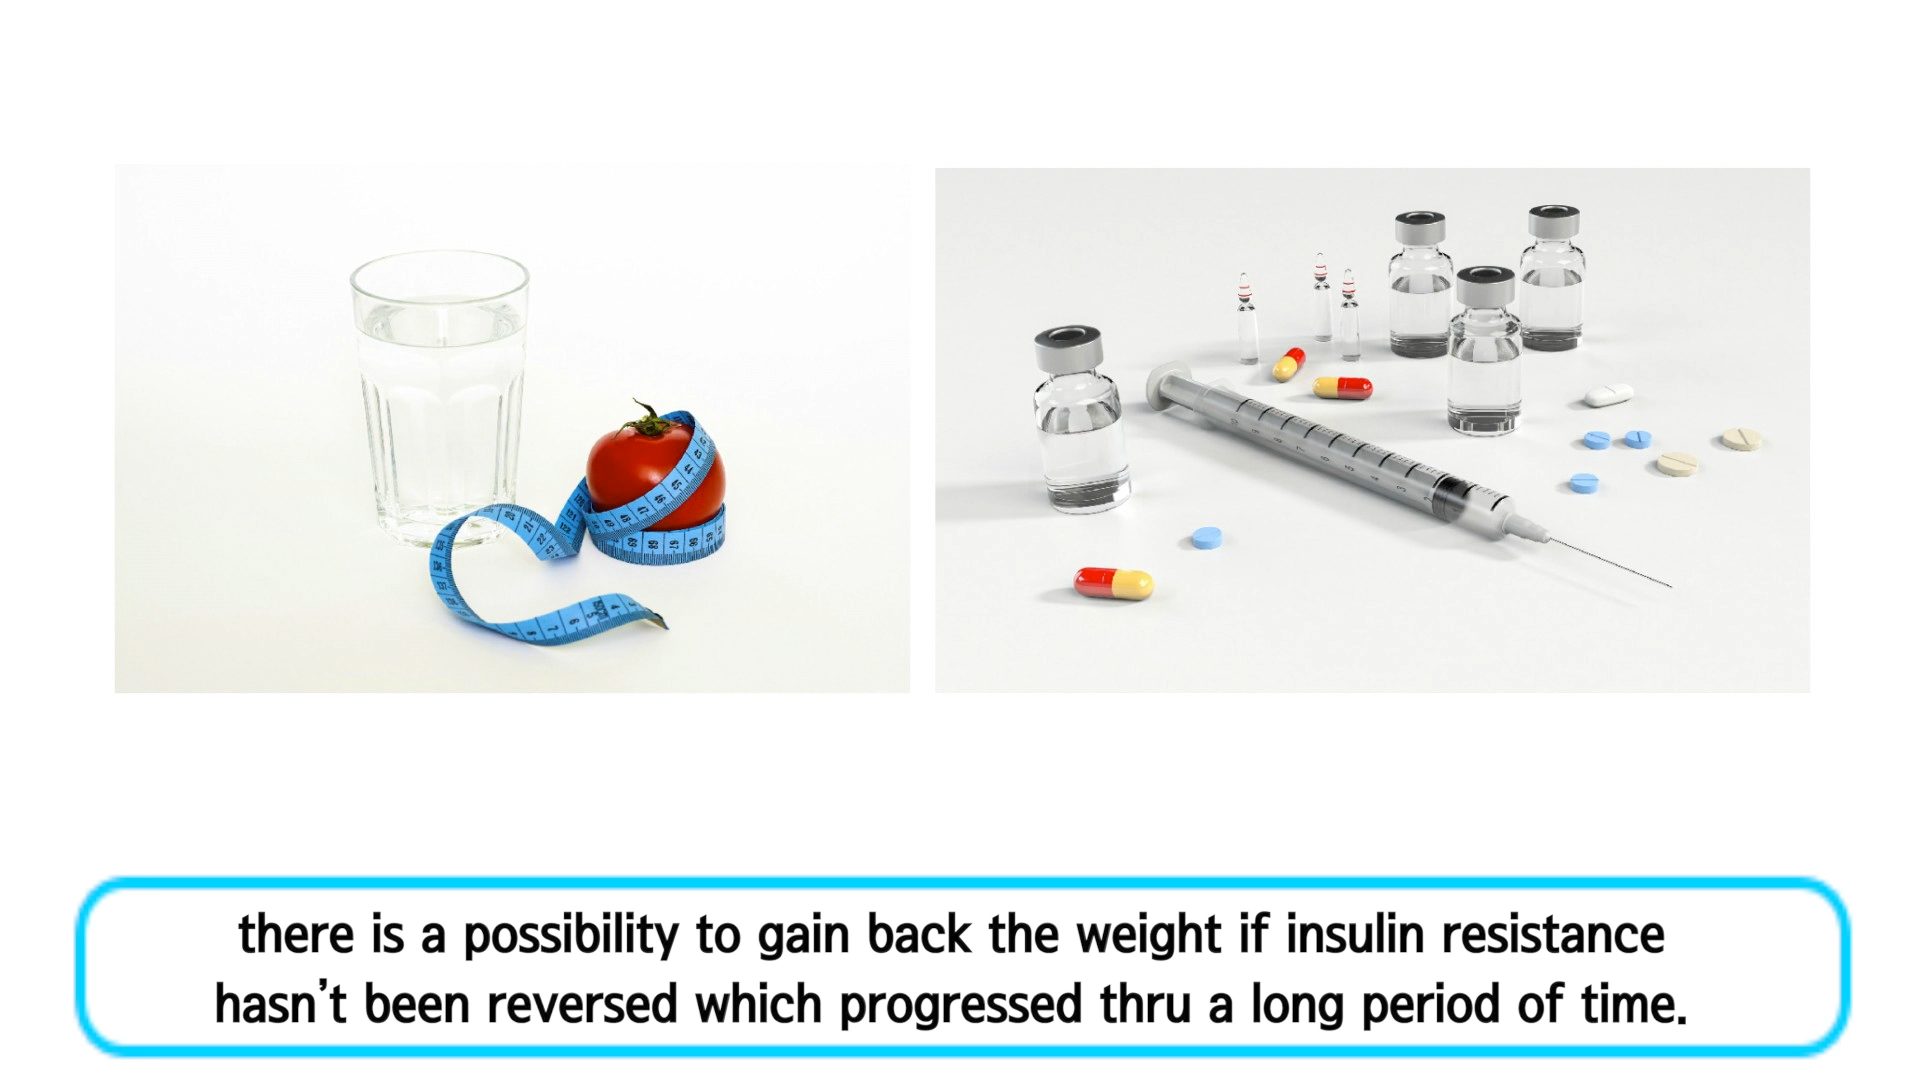 there is a possibility to gain back the weight if insulin resistance
hasn't been reversed which progressed thru a long period of time.